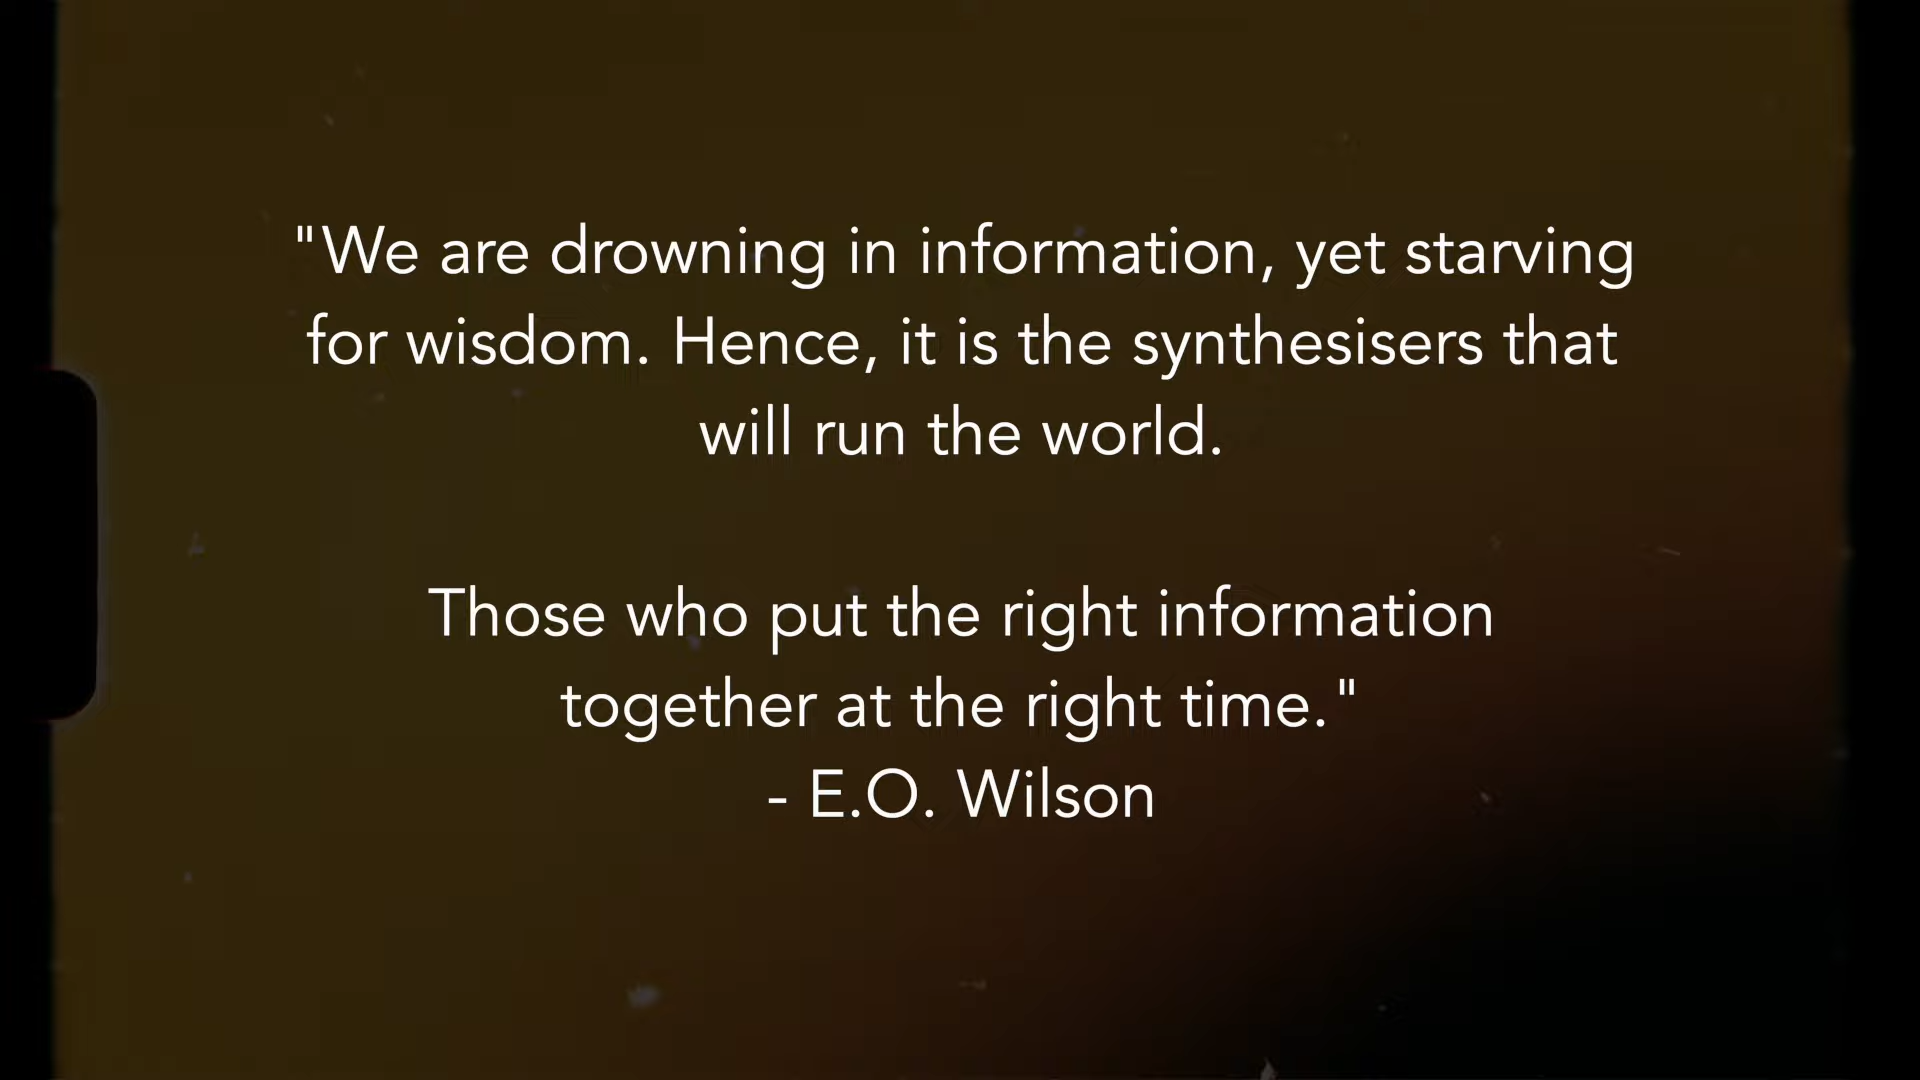 "We are drowning in information, yet starving
for wisdom. Hence, it is the synthesisers that
will run the world.
Those who put the right information
together at the right time."
- E.O. Wilson